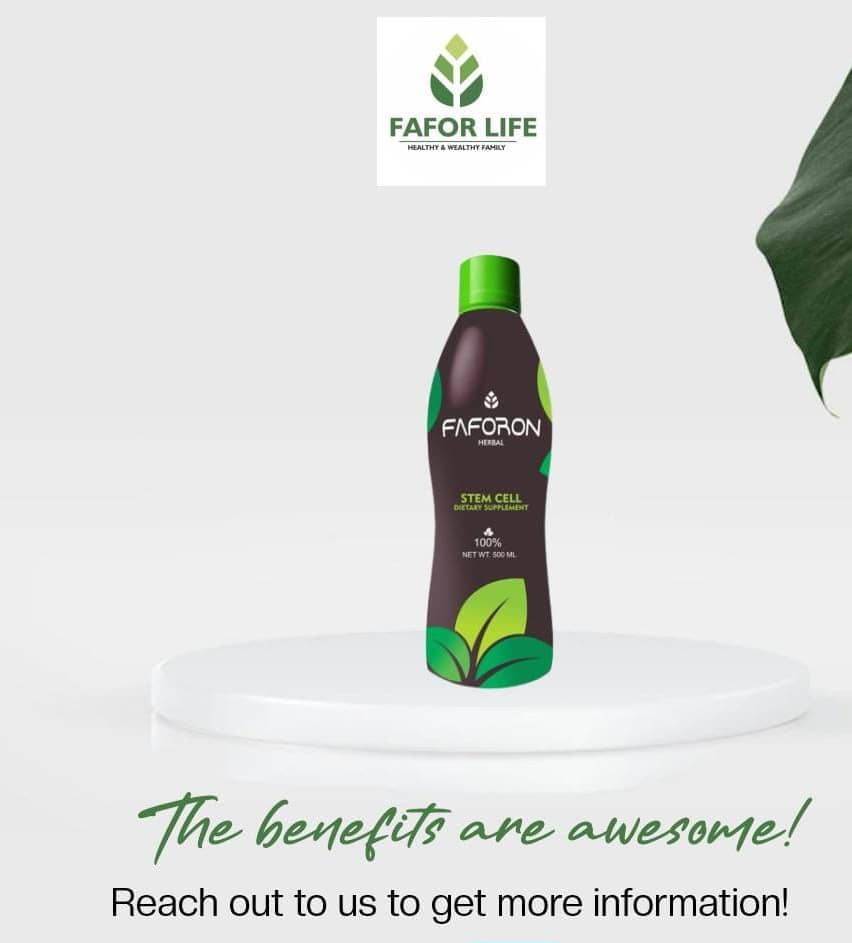 FAFOR LIFE
HEALTHY & WEALTHY FAMILY
FAFORON
HERBAL
STEM CELL
DIETARY SUPPLEMENT
100%
NET WT. 500 ML
The benefits are awesome!
Reach out to us to get more information!